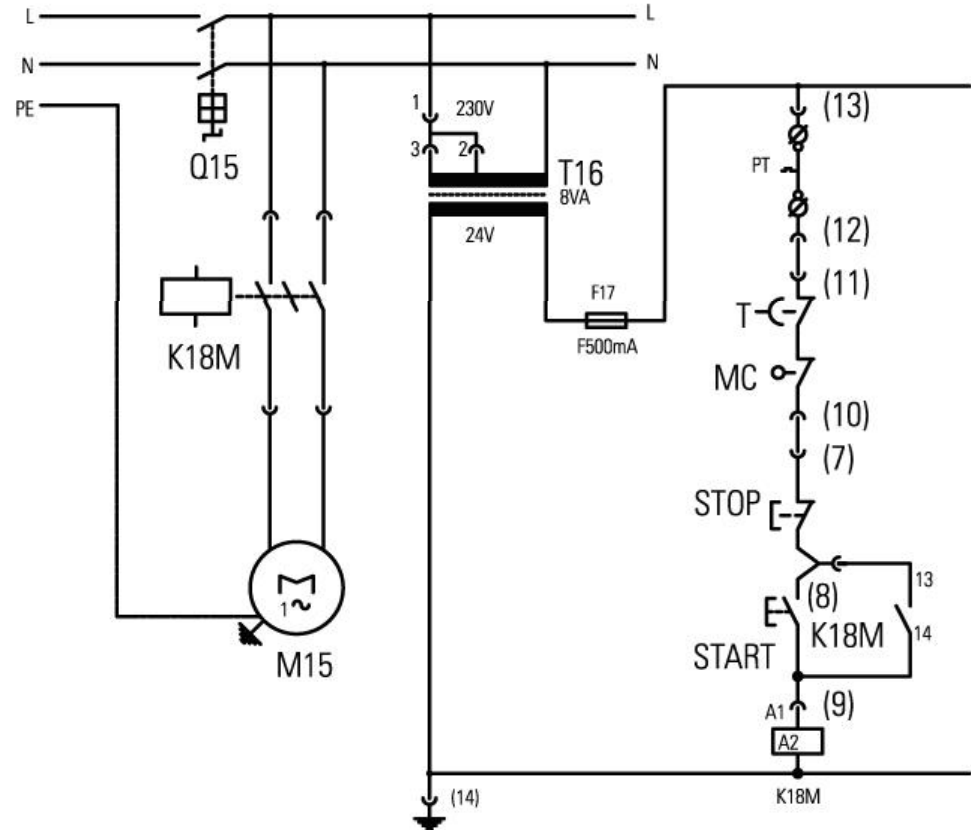 L
L
N
N
PE
Q15
1
230V
3
2
T16
8VA
24V
F17
F500mA
K18M
M
1~
M15
(13)
PT
(12)
(11)
T
MC
(10)
(7)
STOP
13
(8)
K18M
14
START
A1
(9)
A2
K18M
(14)